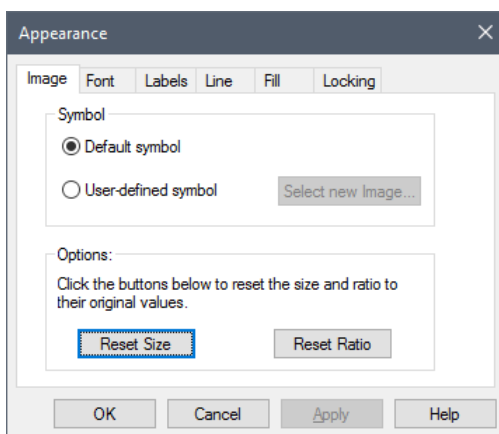 Appearance
Image Font Labels Line Fill Locking
Symbol
Default symbol
User-defined symbol Select new Image...
Options:
Click the buttons below to reset the size and ratio to
their original values.
Reset Size Reset Ratio
OK Cancel Apply Help